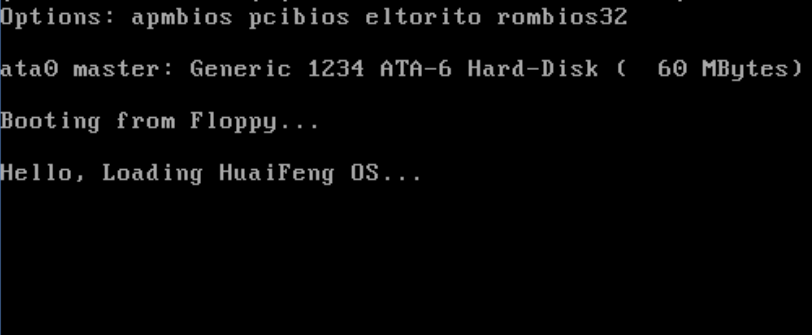 Options: apmbios pcibios eltorito rombios32
ata0 master: Generic 1234 ATA-6 Hard-Disk (  60 MBytes)
Booting from Floppy...
Hello, Loading HuaiFeng OS...